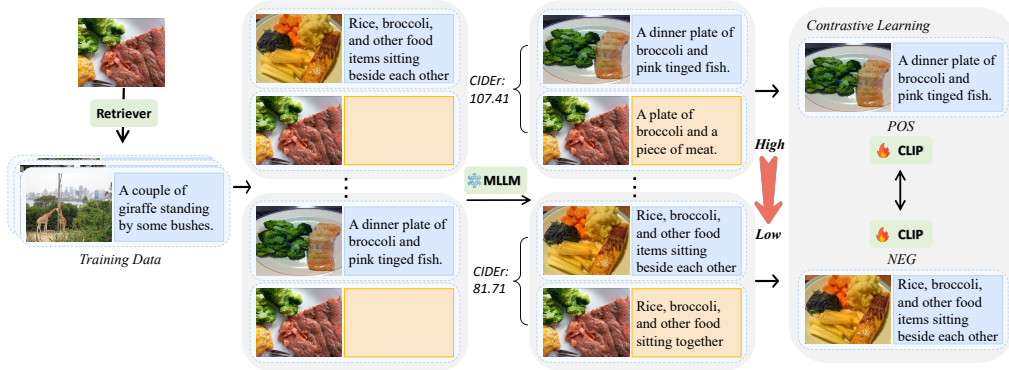 Retriever
A couple of
giraffe standing
by some bushes.
Training Data
Rice, broccoli,
and other food
items sitting
beside each other
A dinner plate of
broccoli and
pink tinged fish.
MLLM
CIDEr:
107.41
A dinner plate of
broccoli and
pink tinged fish.
A plate of
broccoli and a
piece of meat.
CIDEr:
81.71
Rice, broccoli,
and other food
items sitting
beside each other
Rice, broccoli,
and other food
sitting together
High
Low
Contrastive Learning
A dinner plate of
broccoli and
pink tinged fish.
POS
CLIP
CLIP
NEG
Rice, broccoli,
and other food
items sitting
beside each other